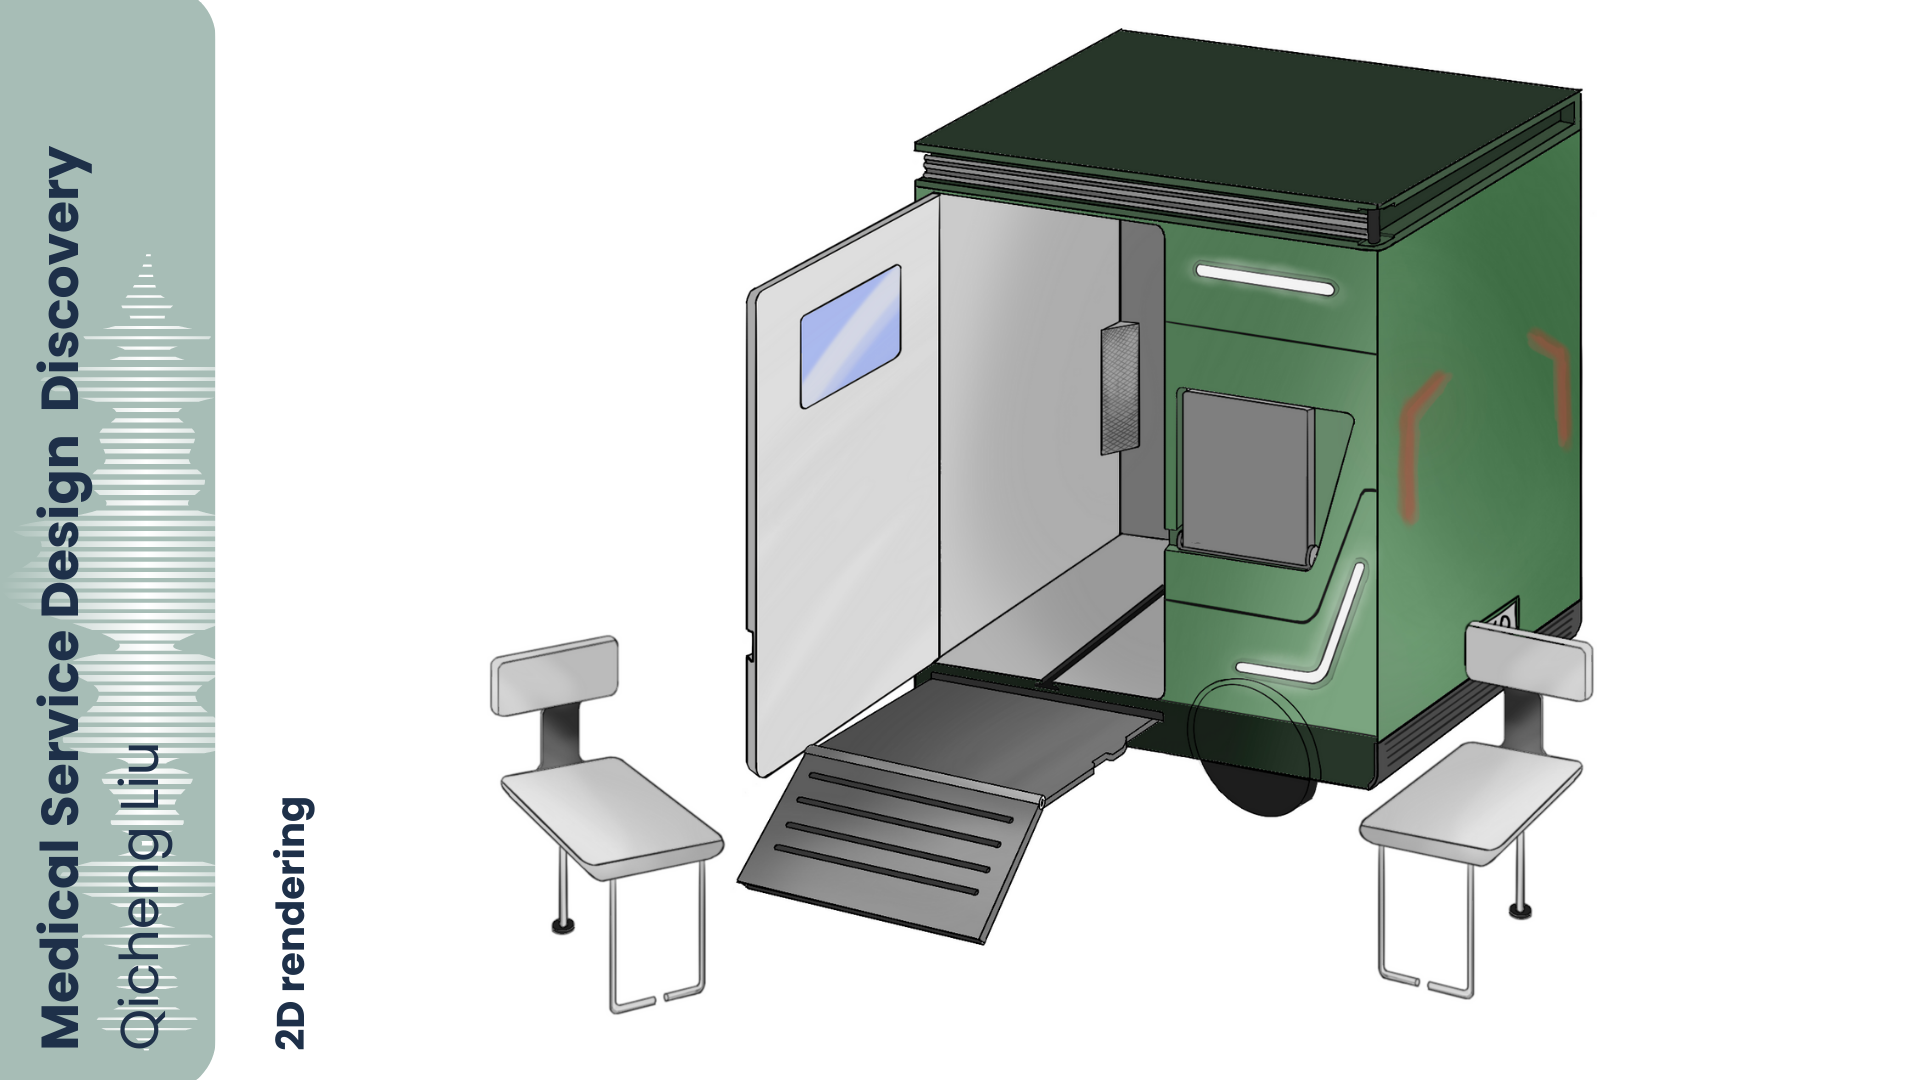 Medical Service Design Discovery
Qicheng Liu
2D rendering